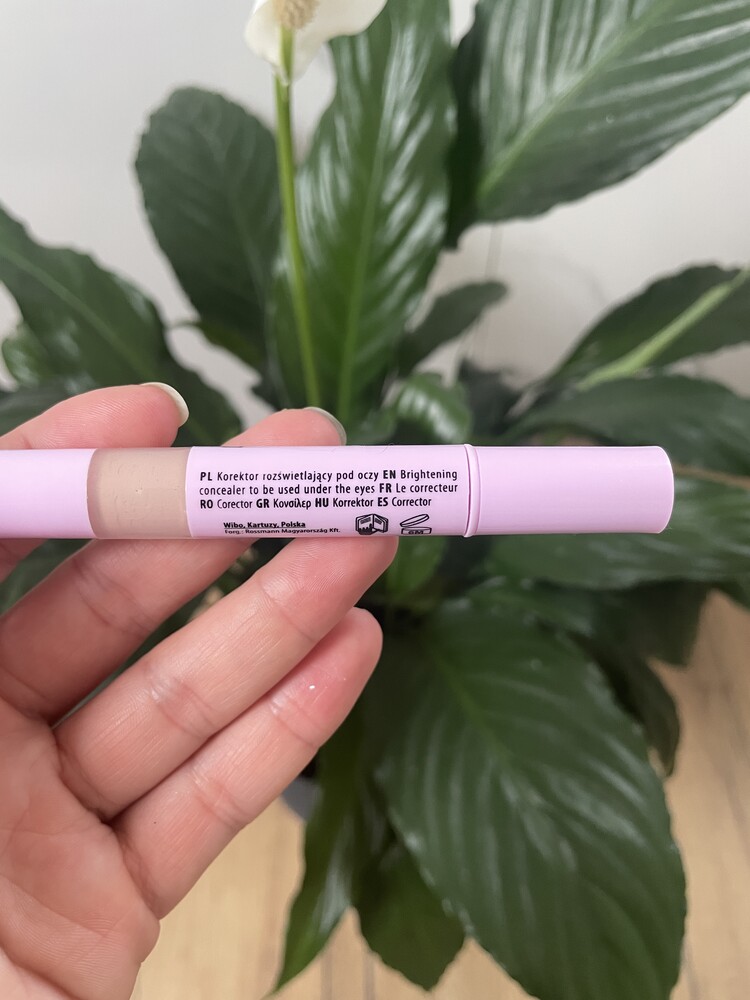 PL Korektor rozświetlający pod oczy EN Brightening
concealer to be used under the eyes FR Le correcteur
RO Corector GR Κονσίλερ HU Korrektor ES Corrector
Wibo, Kartuzy, Polska
Forg.: Rossmann Magyarország Kft.
6M